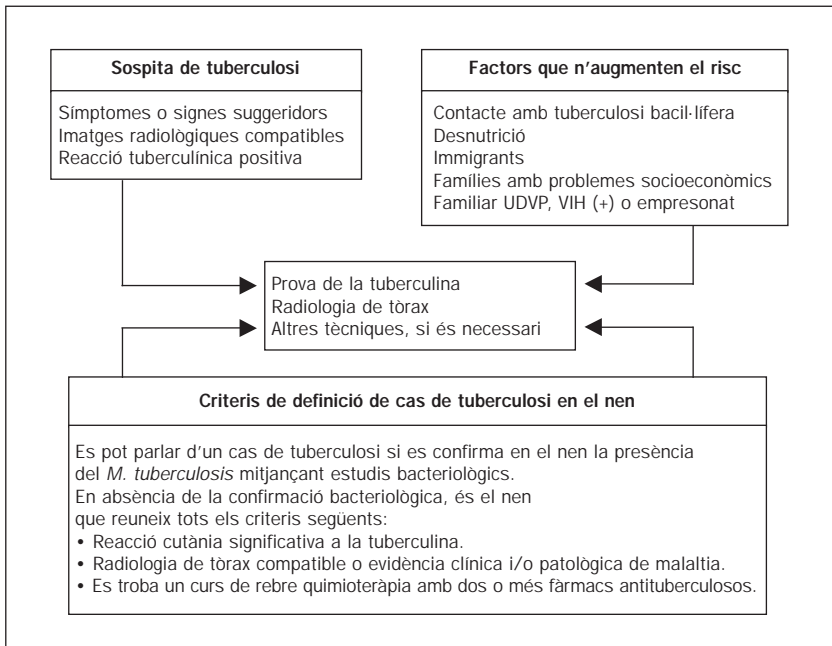 Sospita de tuberculosi
Símptomes o signes suggeridors
Imatges radiològiques compatibles
Reacció tuberculínica positiva
Factors que n'augmenten el risc
Contacte amb tuberculosi bacil·lífera
Desnutrició
Immigrants
Famílies amb problemes socioeconòmics
Familiar UDVP, VIH (+) o empresonat
Prova de la tuberculina
Radiologia de tòrax
Altres tècniques, si és necessari
Criteris de definició de cas de tuberculosi en el nen
Es pot parlar d'un cas de tuberculosi si es confirma en el nen la presència
del M. tuberculosis mitjançant estudis bacteriològics.
En absència de la confirmació bacteriològica, és el nen
que reuneix tots els criteris següents:
• Reacció cutània significativa a la tuberculina.
• Radiologia de tòrax compatible o evidència clínica i/o patològica de malaltia.
• Es troba un curs de rebre quimioteràpia amb dos o més fàrmacs antituberculosos.